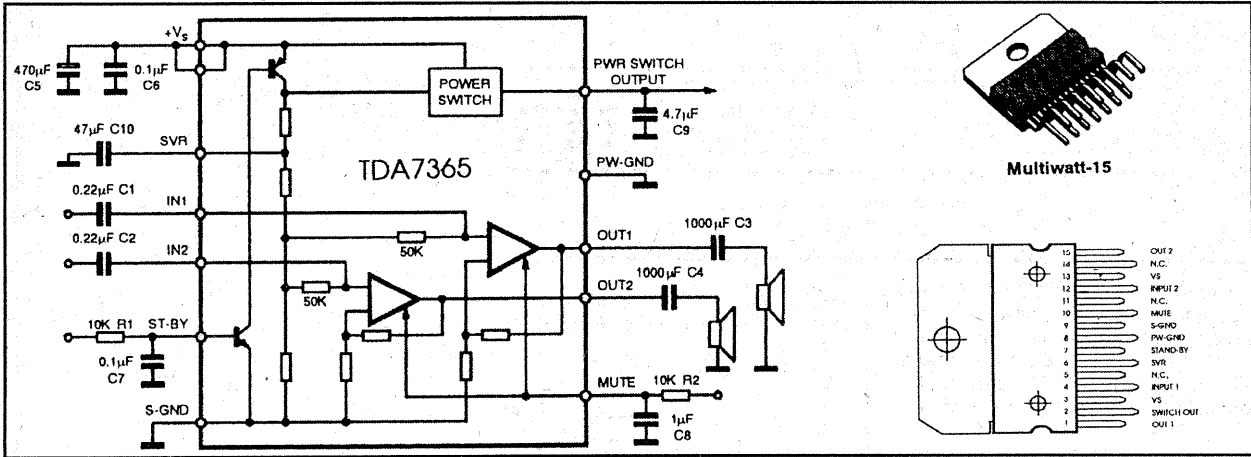 +Vs
470µF
C5
0.1µF
C6
POWER
SWITCH
PWR SWITCH
OUTPUT
4.7µF
C9
47µF C10
SVR
TDA7365
PW-GND
0.22µF C1
IN1
50K
OUT1
1000µF C3
0.22µF C2
IN2
50K
OUT2
1000µF C4
10K R1
ST-BY
0.1µF
C7
MUTE
10K R2
1µF
C8
S-GND
Multiwatt-15
15 OUT 2
14 N.C.
13 VS
12 INPUT 2
11 N.C.
10 MUTE
9 S-GND
8 PW-GND
7 STAND-BY
6 SVR
5 N.C.
4 INPUT 1
3 VS
2 SWITCH OUT
1 OUT 1